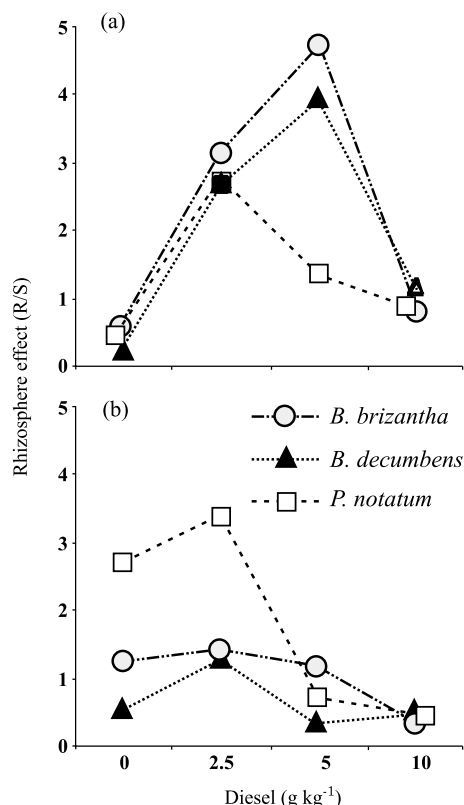 (a)
5
4
3
2
1
0
Rhizosphere effect (R/S)
(b)
5
4
3
2
1
0
B. brizantha
B. decumbens
P. notatum
0 2.5 5 10
Diesel (g kg-1)